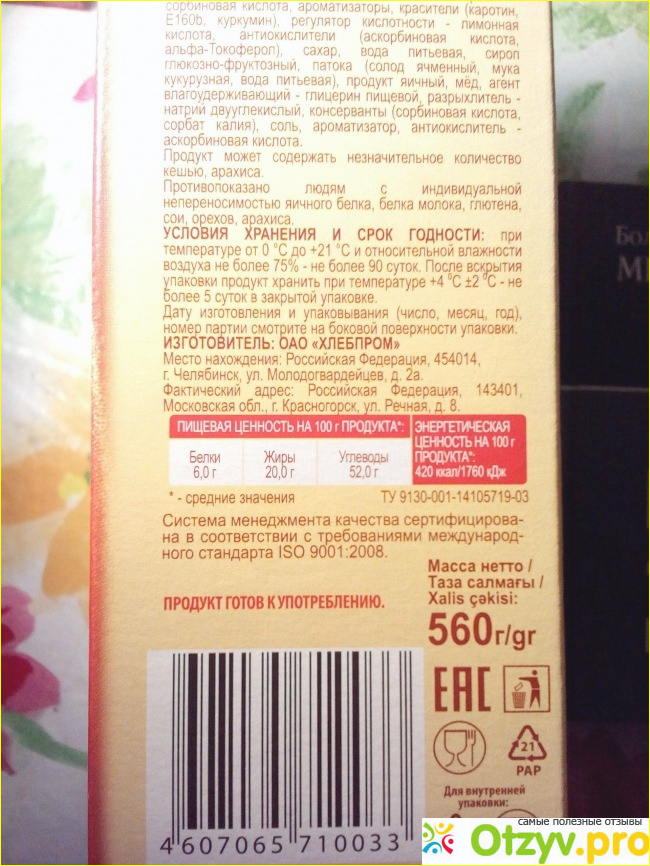 сорбиновая кислота, ароматизаторы, красители (каротин,
Е160b, куркумин), регулятор кислотности - лимонная
кислота, антиокислители (аскорбиновая кислота,
альфа-Токоферол), сахар, вода питьевая, сироп
глюкозно-фруктозный, патока (солод ячменный, мука
кукурузная, вода питьевая), продукт яичный, мёд, агент
влагоудерживающий - глицерин пищевой, разрыхлитель -
натрий двууглекислый, консерванты (сорбиновая кислота,
сорбат калия), соль, ароматизатор, антиокислитель -
аскорбиновая кислота.
Продукт может содержать незначительное количество
кешью, арахиса.
Противопоказано людям с индивидуальной
непереносимостью яичного белка, белка молока, глютена,
сои, орехов, арахиса.
УСЛОВИЯ ХРАНЕНИЯ И СРОК ГОДНОСТИ: при
температуре от 0 °С до +21 °С и относительной влажности
воздуха не более 75% - не более 90 суток. После вскрытия
упаковки продукт хранить при температуре +4 °С ±2 °С - не
более 5 суток в закрытой упаковке.
Дату изготовления и упаковывания (число, месяц, год),
номер партии смотрите на боковой поверхности упаковки.
ИЗГОТОВИТЕЛЬ: ОАО «ХЛЕБПРОМ»
Место нахождения: Российская Федерация, 454014,
г. Челябинск, ул. Молодогвардейцев, д. 2а.
Фактический адрес: Российская Федерация, 143401,
Московская обл., г. Красногорск, ул. Речная, д. 8.
ПИЩЕВАЯ ЦЕННОСТЬ НА 100 г ПРОДУКТА*:
Белки Жиры Углеводы
6,0 г 20,0 г 52,0 г
ЭНЕРГЕТИЧЕСКАЯ
ЦЕННОСТЬ НА 100 г
ПРОДУКТА*:
420 ккал/1760 кДж
* - средние значения ТУ 9130-001-14105719-03
Система менеджмента качества сертифицирова-
на в соответствии с требованиями международ-
ного стандарта ISO 9001:2008.
Масса нетто /
Таза салмағы /
Xalis çəkisi:
560г/gr
ПРОДУКТ ГОТОВ К УПОТРЕБЛЕНИЮ.
EAC
21
PAP
Для внутренней
упаковки:
4 607065 710033
Бол
самые полезные отзывы
Otzyv.pro